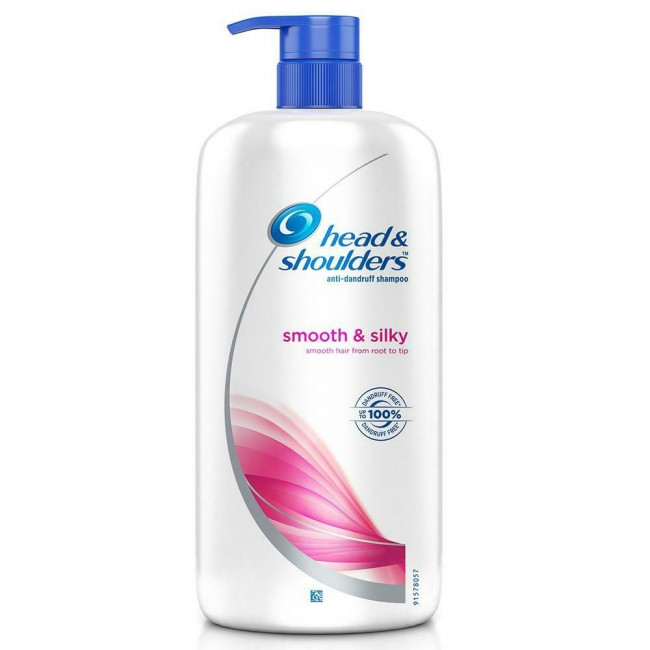 head &
shoulders™
anti-dandruff shampoo
smooth & silky
smooth hair from root to tip
DANDRUFF FREE*
UP TO 100%
DANDRUFF FREE*
91578057